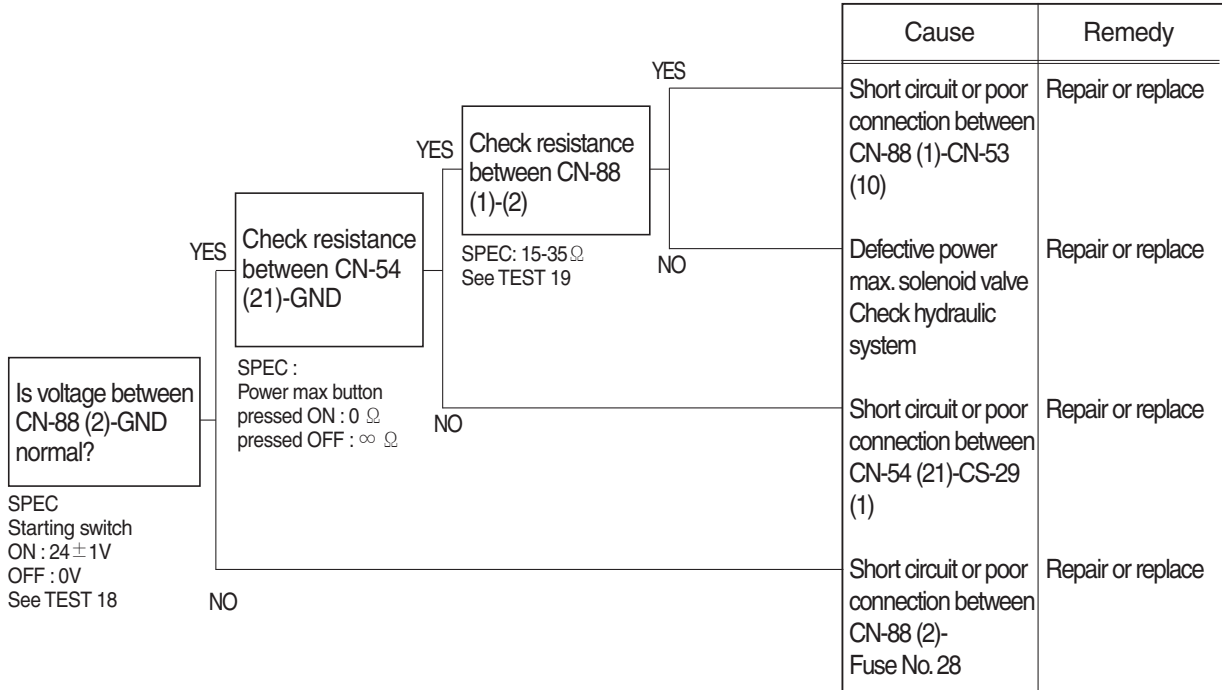 Cause
Remedy
YES
Short circuit or poor
connection between
CN-88 (1)-CN-53
(10)
Repair or replace
YES
Check resistance
between CN-88
(1)-(2)
SPEC: 15-35Ω
See TEST 19
NO
Defective power
max. solenoid valve
Check hydraulic
system
Repair or replace
YES
Check resistance
between CN-54
(21)-GND
SPEC :
Power max button
pressed ON : 0 Ω
pressed OFF : ∞ Ω
NO
Short circuit or poor
connection between
CN-54 (21)-CS-29
(1)
Repair or replace
Is voltage between
CN-88 (2)-GND
normal?
SPEC
Starting switch
ON : 24±1V
OFF : 0V
See TEST 18
NO
Short circuit or poor
connection between
CN-88 (2)-
Fuse No. 28
Repair or replace